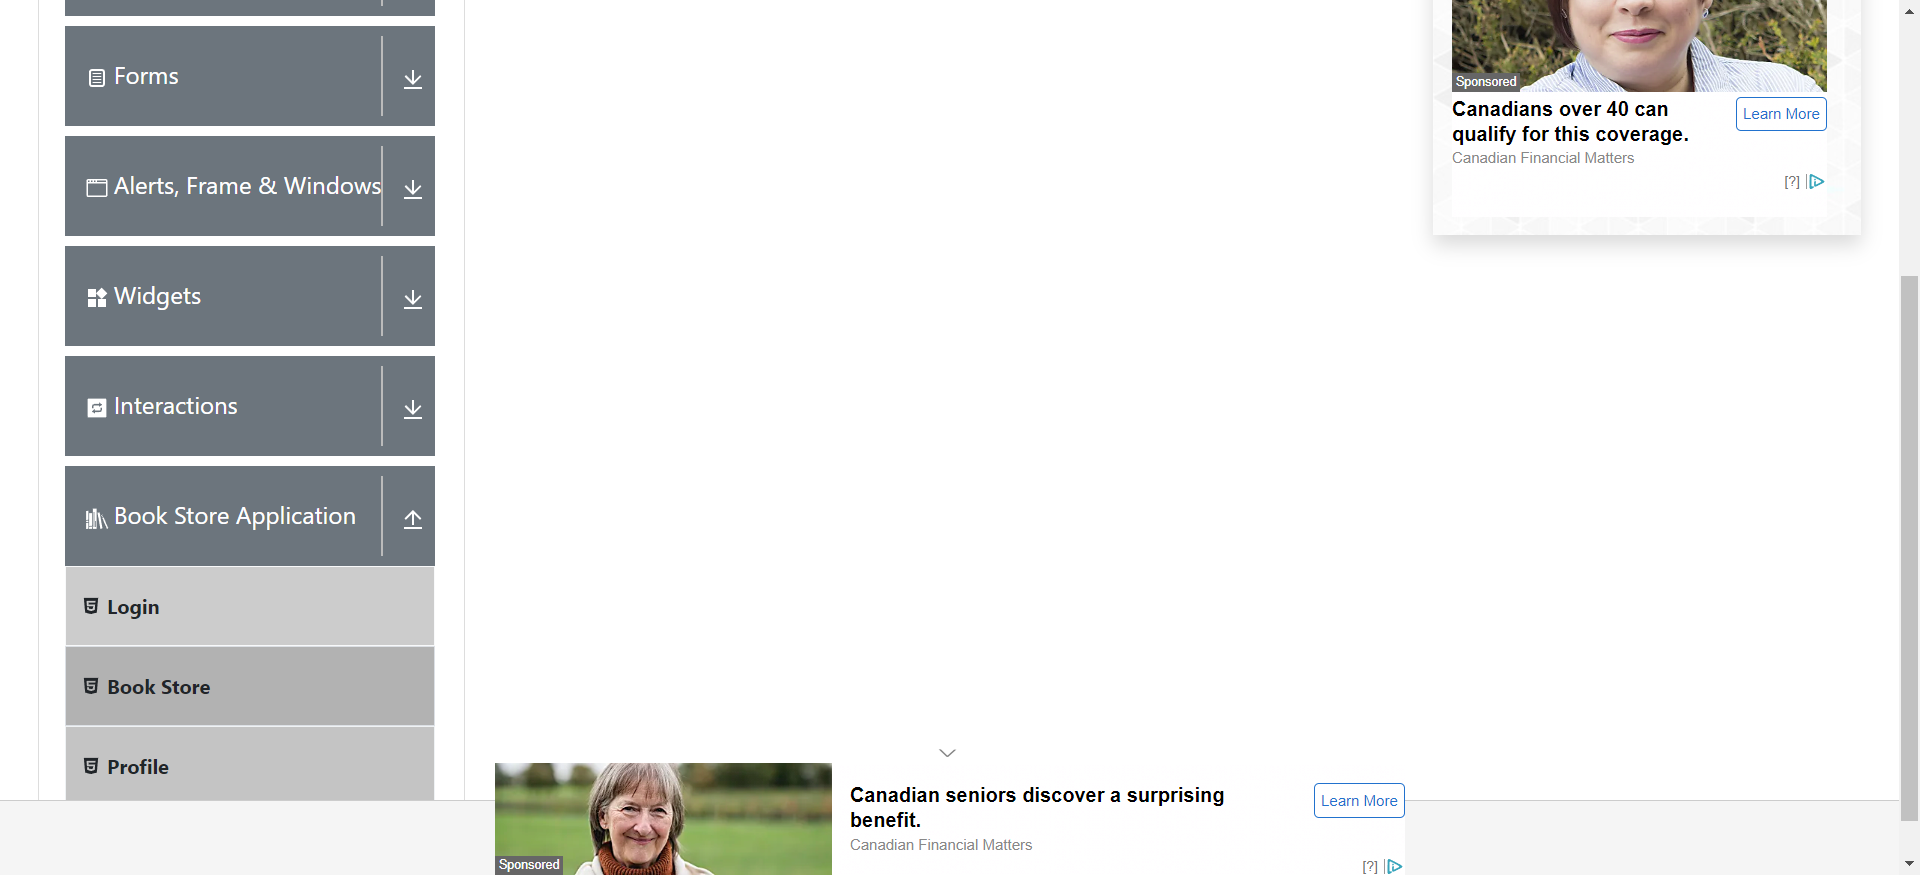 Forms
Alerts, Frame & Windows
Widgets
Interactions
Book Store Application
Login
Book Store
Profile
Sponsored
Canadians over 40 can
qualify for this coverage.
Canadian Financial Matters
Learn More
[?]
Sponsored
Canadian seniors discover a surprising
benefit.
Canadian Financial Matters
Learn More
[?]